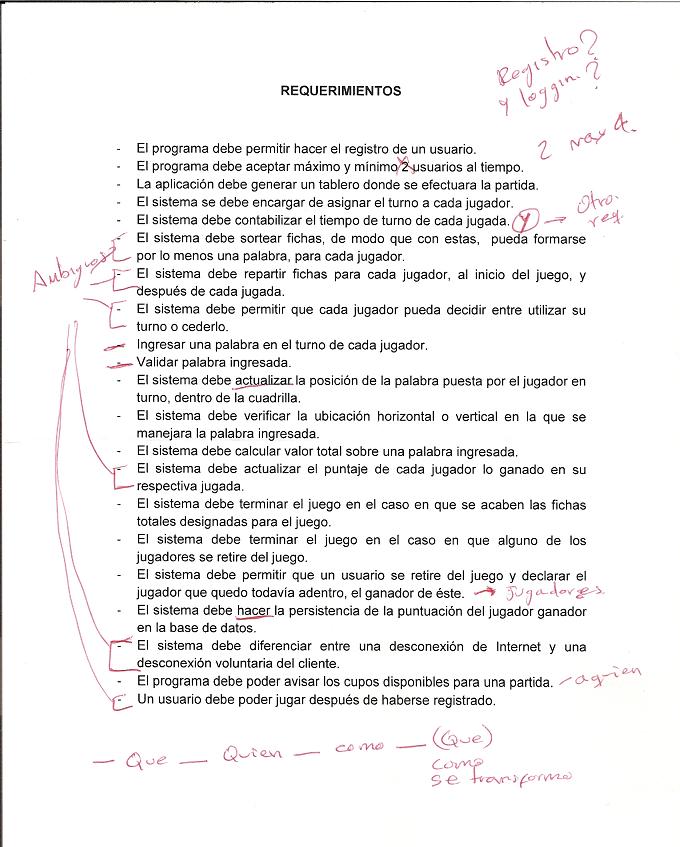 Registro?
y loggin?
REQUERIMIENTOS
- El programa debe permitir hacer el registro de un usuario.
2 max 4.
- El programa debe aceptar máximo y mínimo 2 usuarios al tiempo.
- La aplicación debe generar un tablero donde se efectuara la partida.
- El sistema se debe encargar de asignar el turno a cada jugador.
- El sistema debe contabilizar el tiempo de turno de cada jugada. y → Otro.
req.
- El sistema debe sortear fichas, de modo que con estas, pueda formarse
por lo menos una palabra, para cada jugador.
- El sistema debe repartir fichas para cada jugador, al inicio del juego, y
después de cada jugada.
- El sistema debe permitir que cada jugador pueda decidir entre utilizar su
turno o cederlo.
- Ingresar una palabra en el turno de cada jugador.
- Validar palabra ingresada.
- El sistema debe actualizar la posición de la palabra puesta por el jugador en
turno, dentro de la cuadrilla.
- El sistema debe verificar la ubicación horizontal o vertical en la que se
manejara la palabra ingresada.
- El sistema debe calcular valor total sobre una palabra ingresada.
- El sistema debe actualizar el puntaje de cada jugador lo ganado en su
respectiva jugada.
- El sistema debe terminar el juego en el caso en que se acaben las fichas
totales designadas para el juego.
- El sistema debe terminar el juego en el caso en que alguno de los
jugadores se retire del juego.
- El sistema debe permitir que un usuario se retire del juego y declarar el
jugador que quedo todavía adentro, el ganador de éste. → jugadores.
- El sistema debe hacer la persistencia de la puntuación del jugador ganador
en la base de datos.
- El sistema debe diferenciar entre una desconexión de Internet y una
desconexión voluntaria del cliente.
- El programa debe poder avisar los cupos disponibles para una partida. - aquien
- Un usuario debe poder jugar después de haberse registrado.
— Que — Quien — como — (Que)
como
se transformo